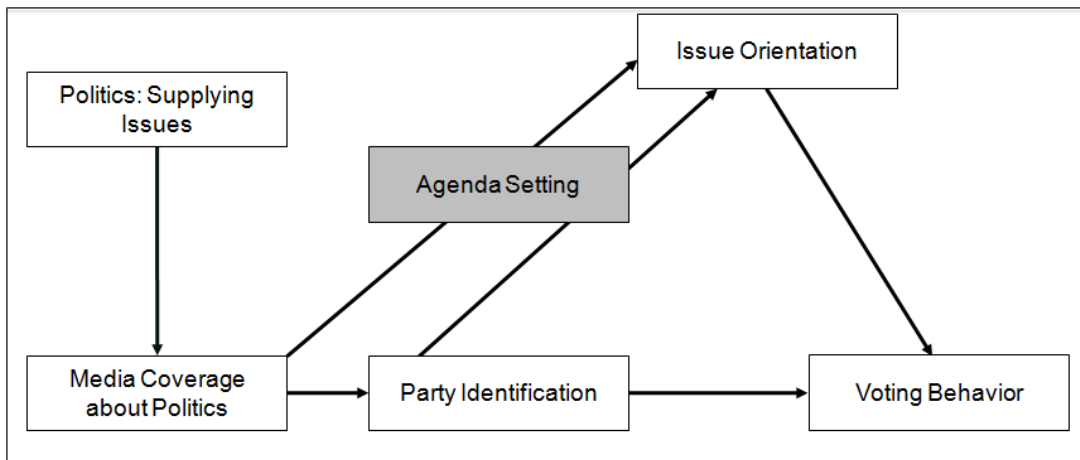 Issue Orientation
Politics: Supplying
Issues
Agenda Setting
Media Coverage
about Politics
Party Identification
Voting Behavior